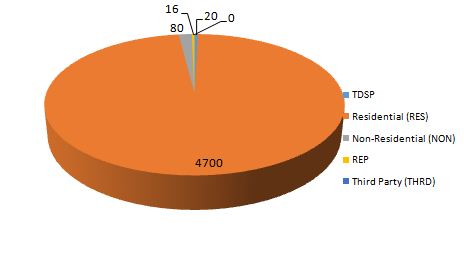 16
20
0
80
4700
TDSP
Residential (RES)
Non-Residential (NON)
REP
Third Party (THRD)